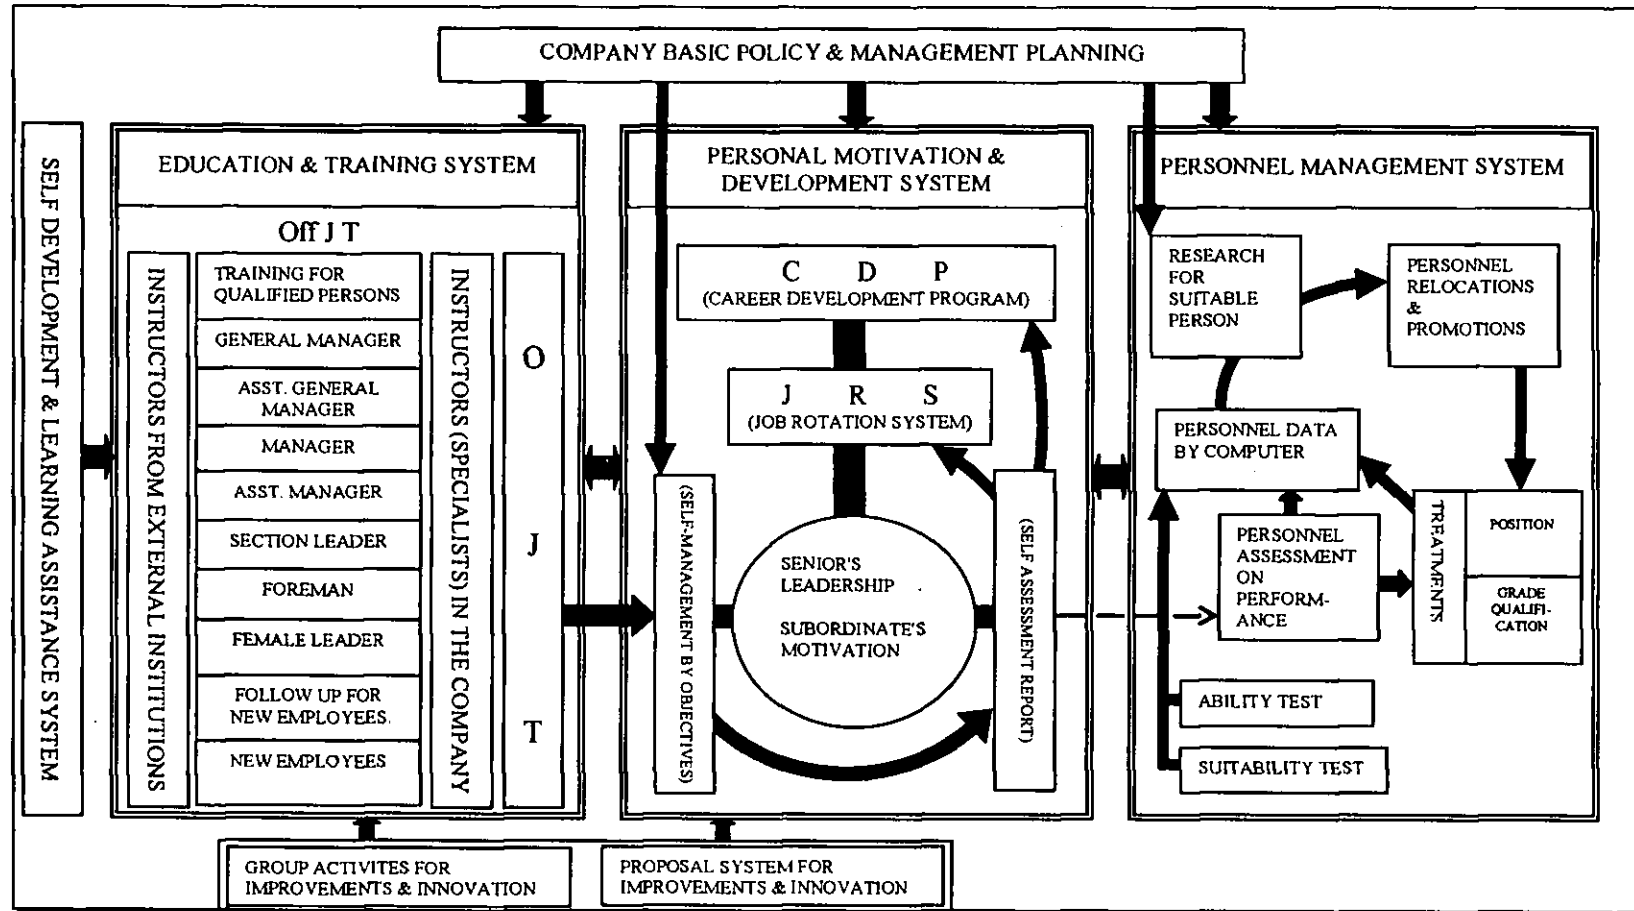 COMPANY BASIC POLICY & MANAGEMENT PLANNING
SELF DEVELOPMENT & LEARNING ASSISTANCE SYSTEM
EDUCATION & TRAINING SYSTEM
Off J T
INSTRUCTORS FROM EXTERNAL INSTITUTIONS
TRAINING FOR
QUALIFIED PERSONS
GENERAL MANAGER
ASST. GENERAL
MANAGER
MANAGER
ASST. MANAGER
SECTION LEADER
FOREMAN
FEMALE LEADER
FOLLOW UP FOR
NEW EMPLOYEES.
NEW EMPLOYEES
INSTRUCTORS (SPECIALISTS) IN THE COMPANY
O
J
T
PERSONAL MOTIVATION &
DEVELOPMENT SYSTEM
C D P
(CAREER DEVELOPMENT PROGRAM)
J R S
(JOB ROTATION SYSTEM)
(SELF-MANAGEMENT BY OBJECTIVES)
SENIOR'S
LEADERSHIP
SUBORDINATE'S
MOTIVATION
(SELF ASSESSMENT REPORT)
PERSONNEL MANAGEMENT SYSTEM
RESEARCH
FOR
SUITABLE
PERSON
PERSONNEL
RELOCATIONS
&
PROMOTIONS
PERSONNEL DATA
BY COMPUTER
PERSONNEL
ASSESSMENT
ON
PERFORM-
ANCE
TREATMENTS
POSITION
GRADE
QUALIFI-
CATION
ABILITY TEST
SUITABILITY TEST
GROUP ACTIVITES FOR
IMPROVEMENTS & INNOVATION
PROPOSAL SYSTEM FOR
IMPROVEMENTS & INNOVATION